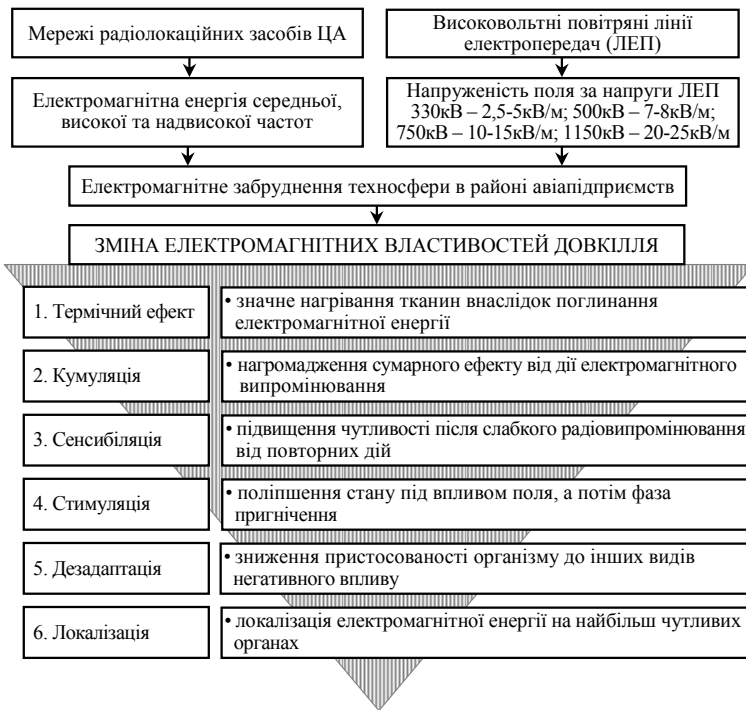 Мережі радіолокаційних засобів ЦА
Високовольтні повітряні лінії
електропередач (ЛЕП)
Електромагнітна енергія середньої,
високої та надвисокої частот
Напруженість поля за напруги ЛЕП
330кВ – 2,5-5кВ/м; 500кВ – 7-8кВ/м;
750кВ – 10-15кВ/м; 1150кВ – 20-25кВ/м
Електромагнітне забруднення техносфери в районі авіапідприємств
ЗМІНА ЕЛЕКТРОМАГНІТНИХ ВЛАСТИВОСТЕЙ ДОВКІЛЛЯ
1. Термічний ефект
• значне нагрівання тканин внаслідок поглинання
електромагнітної енергії
2. Кумуляція
• нагромадження сумарного ефекту від дії електромагнітного
випромінювання
3. Сенсибіляція
• підвищення чутливості після слабкого радіовипромінювання
від повторних дій
4. Стимуляція
• поліпшення стану під впливом поля, а потім фаза
пригнічення
5. Дезадаптація
• зниження пристосованості організму до інших видів
негативного впливу
6. Локалізація
• локалізація електромагнітної енергії на найбільш чутливих
органах